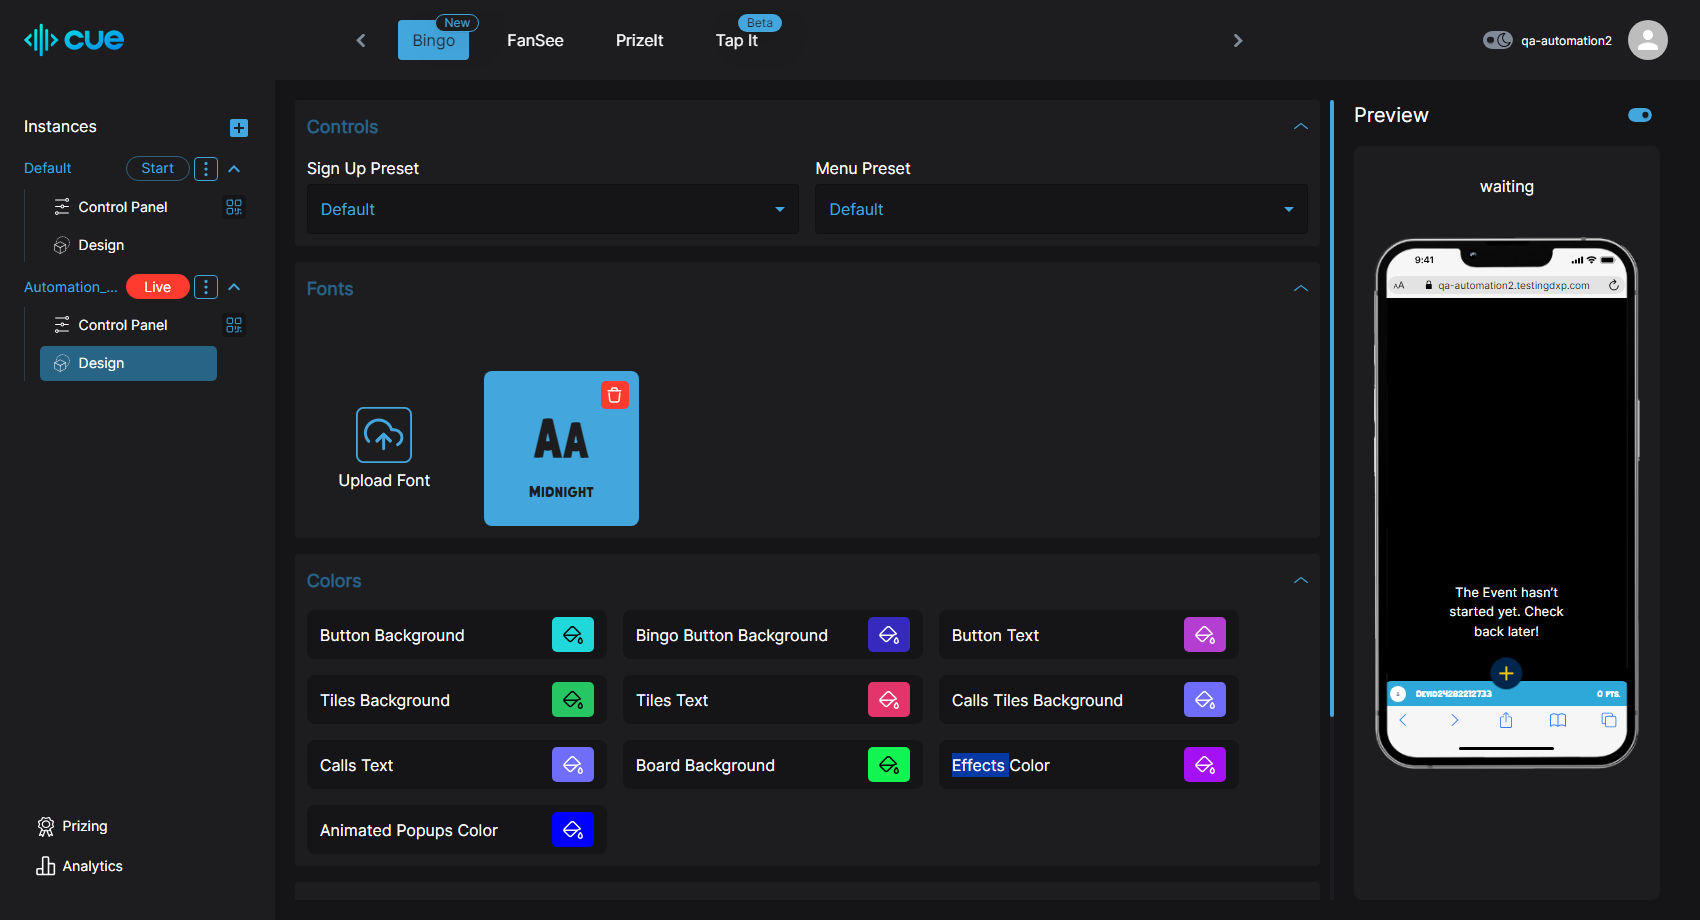 cue
Bingo
New
FanSee
PrizeIt
Tap It
Beta
qa-automation2
Instances
Default
Start
Control Panel
Design
Automation_...
Live
Control Panel
Design
Prizing
Analytics
Controls
Sign Up Preset
Menu Preset
Default
Default
Fonts
Upload Font
AA
MIDNIGHT
Colors
Button Background
Bingo Button Background
Button Text
Tiles Background
Tiles Text
Calls Tiles Background
Calls Text
Board Background
Effects Color
Animated Popups Color
Preview
waiting
9:41
AA
qa-automation2.testingdxp.com
The Event hasn't
started yet. Check
back later!
DEVID24282212733
0 PTS.